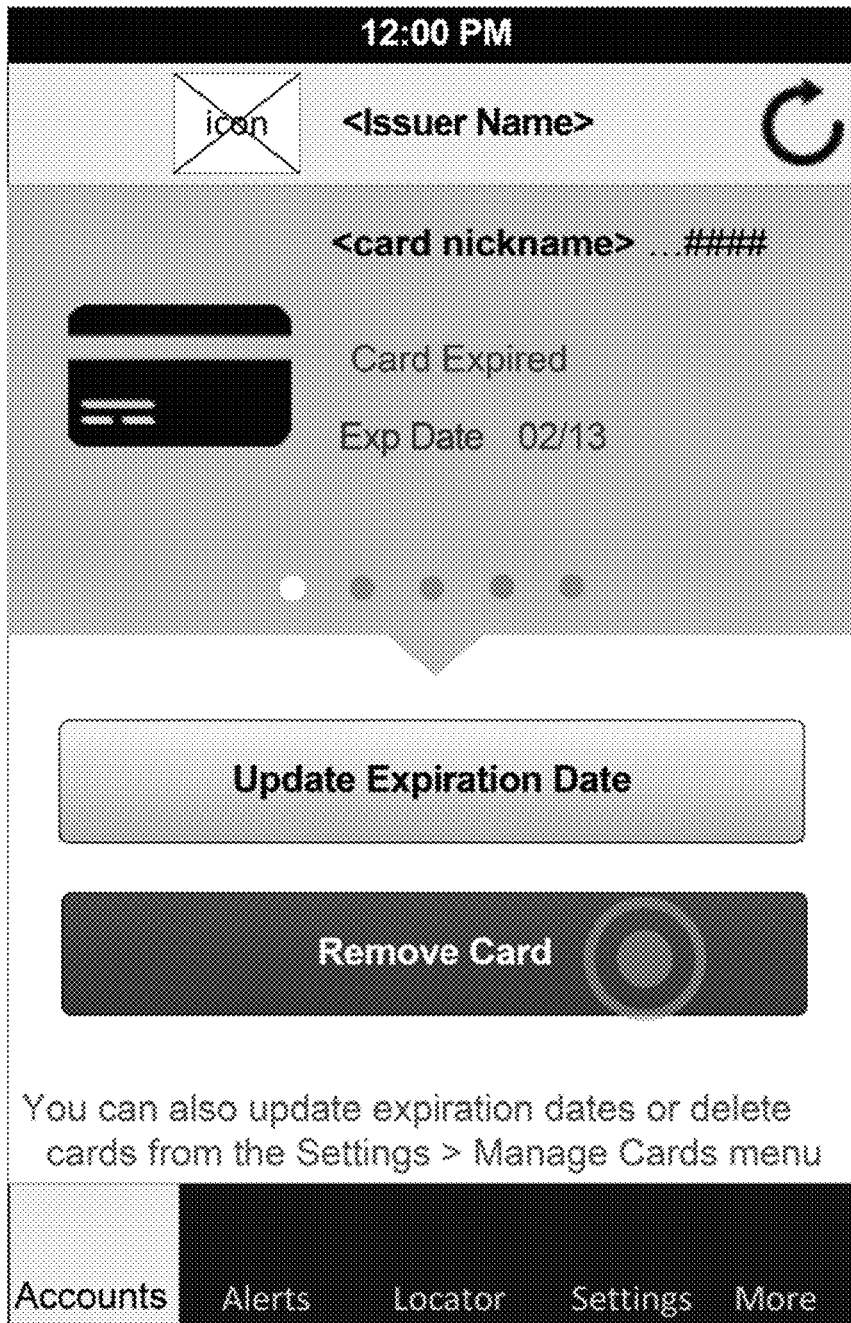 12:00 PM
icon <Issuer Name>
<card nickname> ...####
Card Expired
Exp Date 02/13
Update Expiration Date
Remove Card
You can also update expiration dates or delete
cards from the Settings > Manage Cards menu
Accounts Alerts Locator Settings More